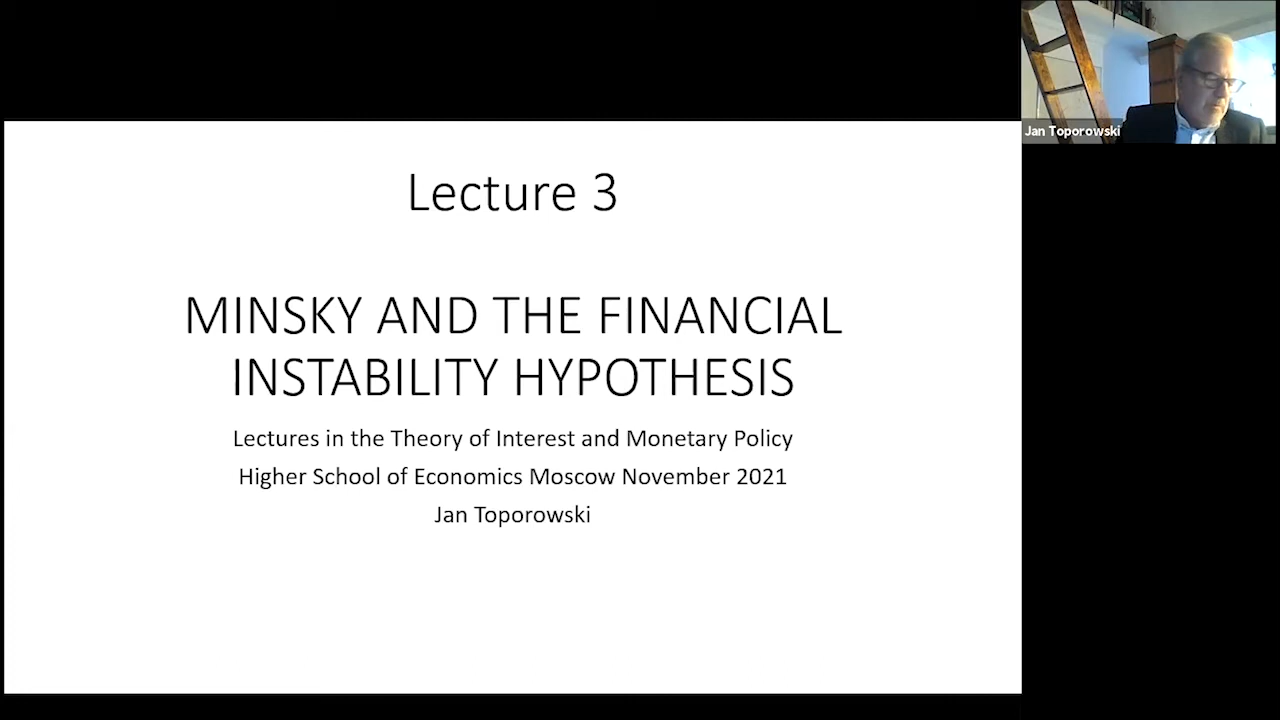 Lecture 3
MINSKY AND THE FINANCIAL
INSTABILITY HYPOTHESIS
Lectures in the Theory of Interest and Monetary Policy
Higher School of Economics Moscow November 2021
Jan Toporowski
Jan Toporowski